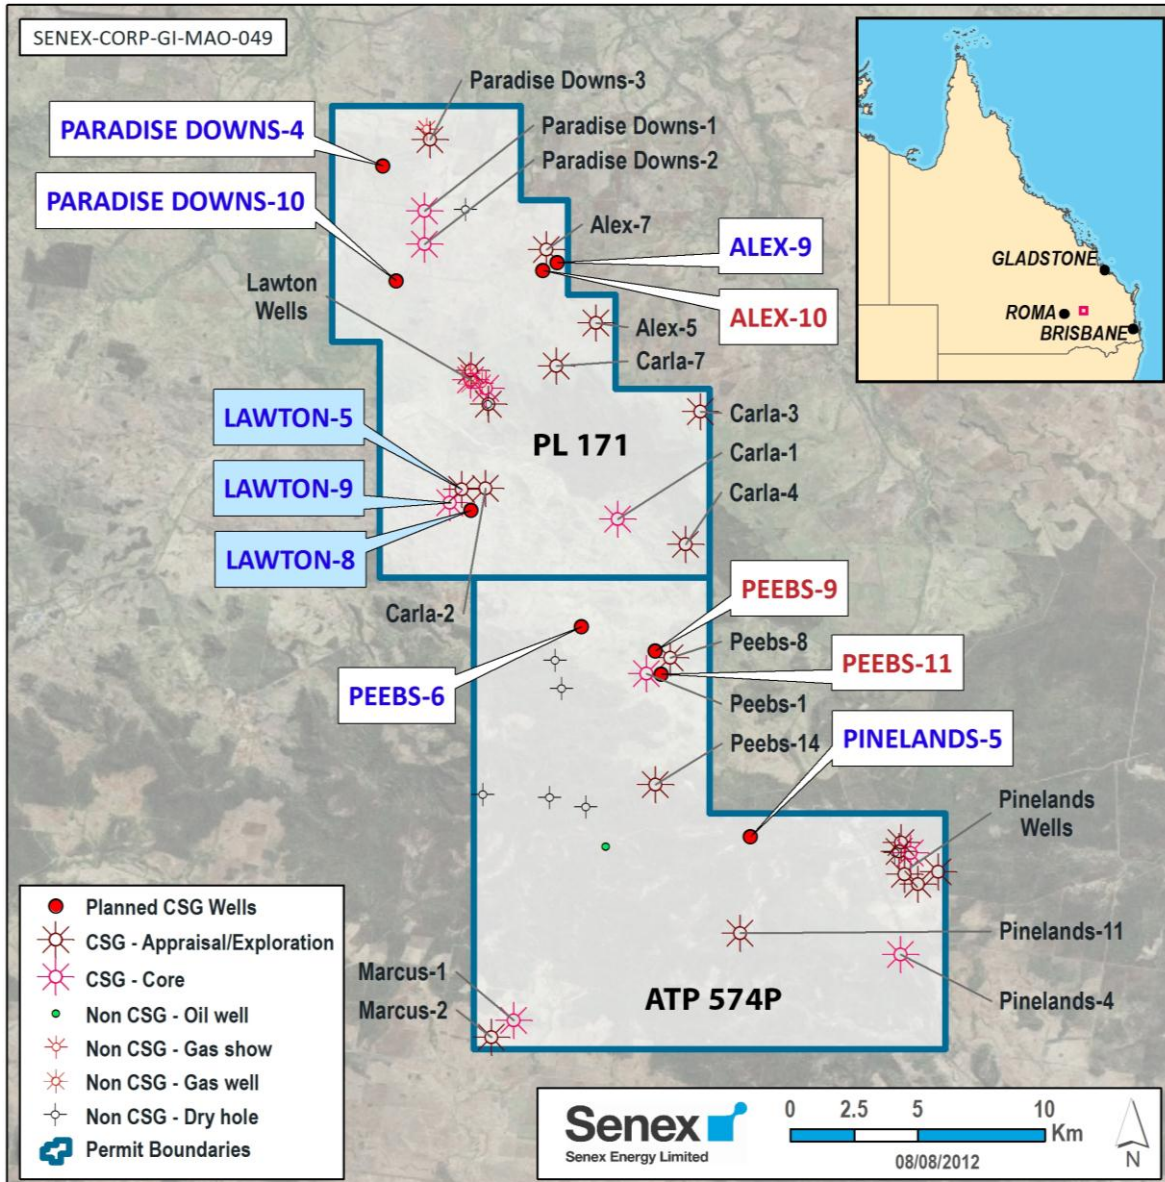 SENEX-CORP-GI-MAO-049
Paradise Downs-3
PARADISE DOWNS-4
Paradise Downs-1
Paradise Downs-2
PARADISE DOWNS-10
Alex-7
ALEX-9
Lawton
Wells
ALEX-10
Alex-5
Carla-7
GLADSTONE
ROMA
BRISBANE
LAWTON-5
Carla-3
PL 171
Carla-1
LAWTON-9
Carla-4
LAWTON-8
Carla-2
PEEBS-9
Peebs-8
PEEBS-11
PEEBS-6
Peebs-1
Peebs-14
PINELANDS-5
Pinelands
Wells
Pinelands-11
Marcus-1
Marcus-2
ATP 574P
Pinelands-4
Planned CSG Wells
CSG - Appraisal/Exploration
CSG - Core
Non CSG - Oil well
Non CSG - Gas show
Non CSG - Gas well
Non CSG - Dry hole
Permit Boundaries
Senex
Senex Energy Limited
0 2.5 5 10
Km
08/08/2012
N